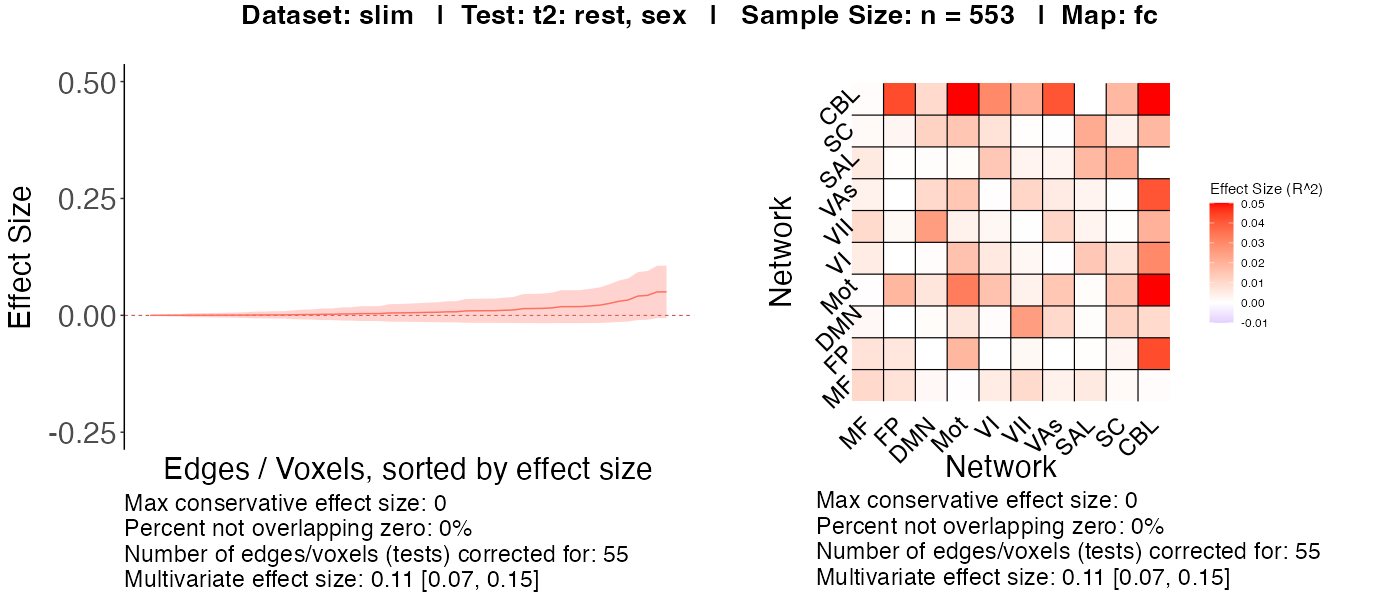 Dataset: slim | Test: t2: rest, sex | Sample Size: n = 553 | Map: fc
0.50
0.25
0.00
-0.25
Effect Size
Edges / Voxels, sorted by effect size
Max conservative effect size: 0
Percent not overlapping zero: 0%
Number of edges/voxels (tests) corrected for: 55
Multivariate effect size: 0.11 [0.07, 0.15]
Network
CBL
SC
SAL
VAs
VII
VI
Mot
DMN
FP
MF
MF FP DMN Mot VI VII VAs SAL SC CBL
Network
Effect Size (R^2)
0.05
0.04
0.03
0.02
0.01
0.00
-0.01
Max conservative effect size: 0
Percent not overlapping zero: 0%
Number of edges/voxels (tests) corrected for: 55
Multivariate effect size: 0.11 [0.07, 0.15]